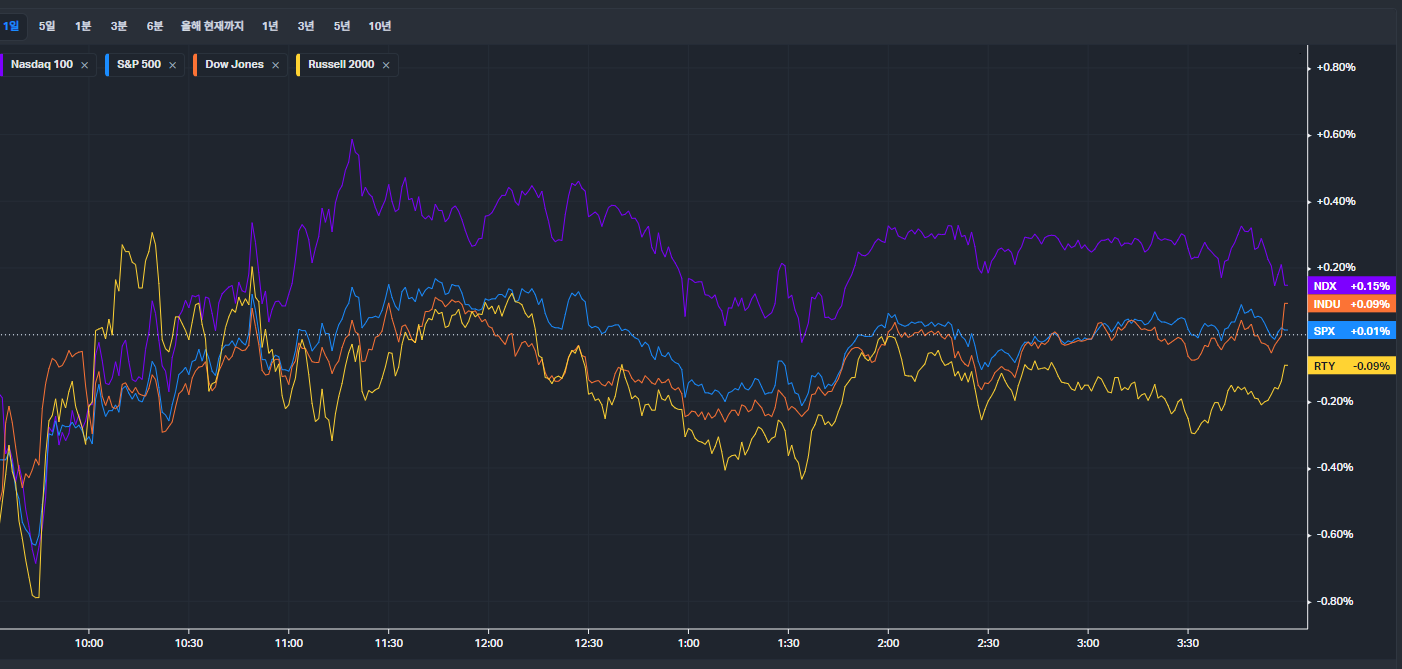 1일 5일 1분 3분 6분 올해 현재까지 1년 3년 5년 10년
Nasdaq 100 × S&P 500 × Dow Jones × Russell 2000 ×
+0.80%
+0.60%
+0.40%
+0.20%
NDX +0.15%
INDU +0.09%
SPX +0.01%
RTY -0.09%
-0.20%
-0.40%
-0.60%
-0.80%
10:00 10:30 11:00 11:30 12:00 12:30 1:00 1:30 2:00 2:30 3:00 3:30